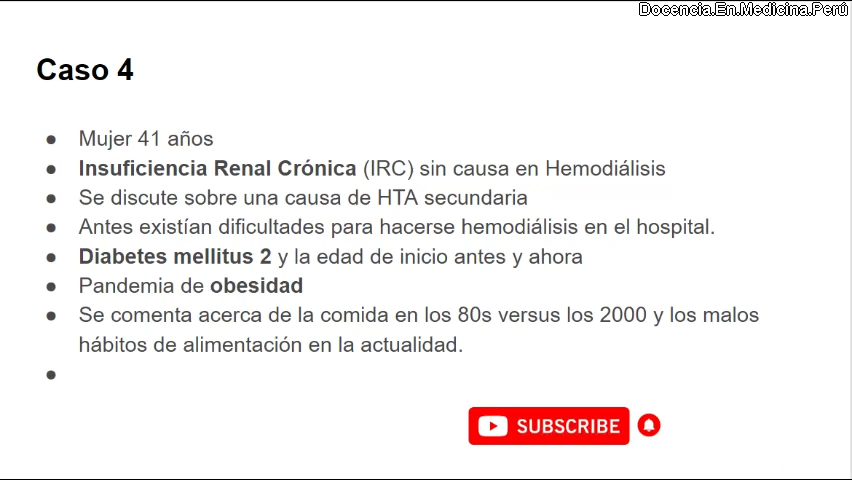 Docencia.En.Medicina.Perú
Caso 4
● Mujer 41 años
● Insuficiencia Renal Crónica (IRC) sin causa en Hemodiálisis
● Se discute sobre una causa de HTA secundaria
● Antes existían dificultades para hacerse hemodiálisis en el hospital.
● Diabetes mellitus 2 y la edad de inicio antes y ahora
● Pandemia de obesidad
● Se comenta acerca de la comida en los 80s versus los 2000 y los malos
hábitos de alimentación en la actualidad.
●
SUBSCRIBE